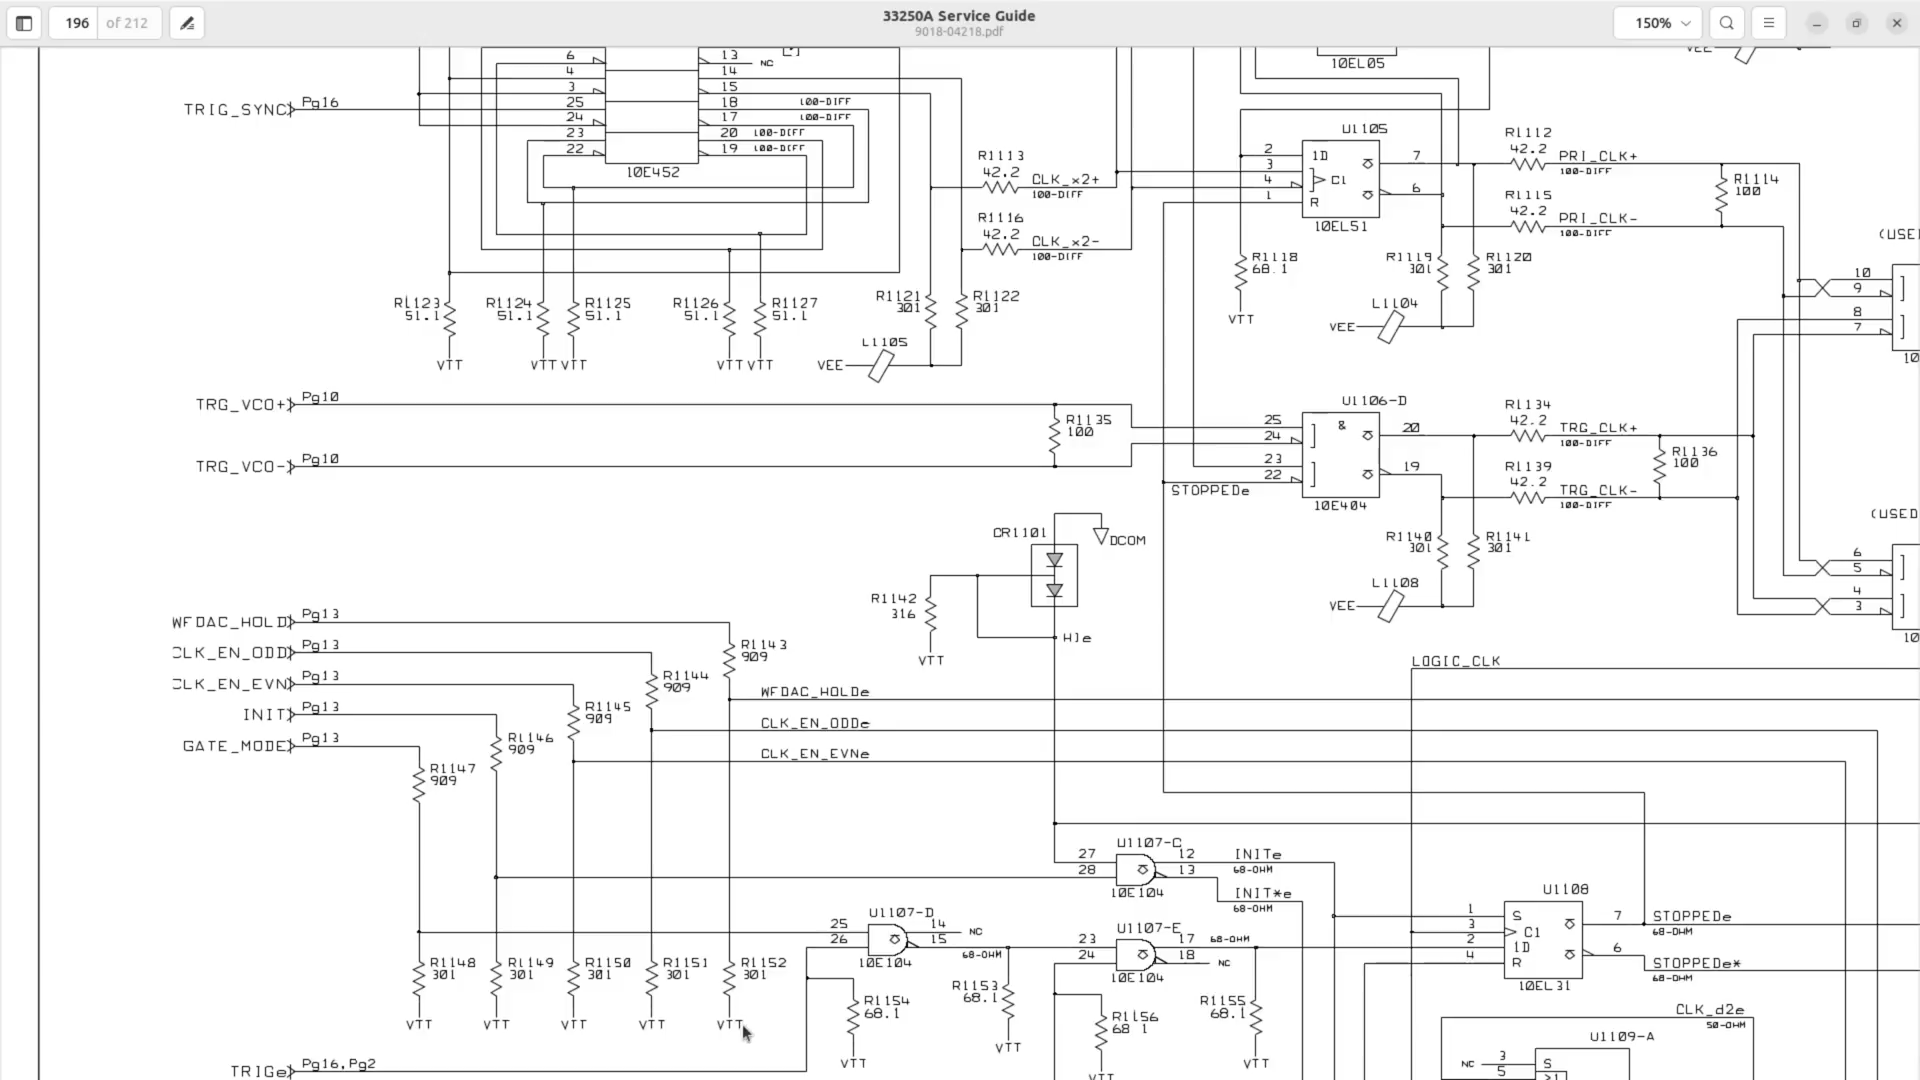 196 of 212
33250A Service Guide
9018-04218.pdf
150%
TRIG_SYNC Pg16
6
4
3
25
24
23
22
13 NC
14
15
18 100-DIFF
17 100-DIFF
20 100-DIFF
19 100-DIFF
10E452
10EL05
VEE
R1113
42.2 CLK_x2+
100-DIFF
R1116
42.2 CLK_x2-
100-DIFF
U1105
2 1D 7
3
4 C1
6
1 R
10EL51
R1112
42.2 PRI_CLK+
100-DIFF
R1114
100
R1115
42.2 PRI_CLK-
100-DIFF
R1118
68.1
VTT
R1119
301
R1120
301
L1104
VEE
R1123
51.1
VTT
R1124
51.1
VTT
R1125
51.1
VTT
R1126
51.1
VTT
R1127
51.1
VTT
R1121
301
R1122
301
L1105
VEE
10
9
8
7
10
TRG_VCO+ Pg10
R1135
100
TRG_VCO- Pg10
U1106-D
25 & 20
24
23
22 19
STOPPEDe
10E404
R1134
42.2 TRG_CLK+
100-DIFF
R1136
100
R1139
42.2 TRG_CLK-
100-DIFF
R1140
301
R1141
301
L1108
VEE
(USED
6
5
4
3
10
CR1101
DCOM
R1142
316
VTT
HIe
WFDAC_HOLD Pg13
CLK_EN_ODD Pg13
CLK_EN_EVN Pg13
INIT Pg13
GATE_MODE Pg13
R1143
909
R1144
909
R1145
909
R1146
909
R1147
909
WFDAC_HOLDe
CLK_EN_ODDe
CLK_EN_EVNe
LOGIC_CLK
U1107-C
27 12 INITe
68-OHM
28 13
10E104
INIT*e
68-OHM
U1107-D
25 14 NC
26 15
68-OHM
10E104
U1107-E
23 17 68-OHM
24 18 NC
10E104
U1108
1 S 7 STOPPEDe
68-OHM
3 C1
2 1D
4 R 6 STOPPEDe*
68-OHM
10EL31
R1148
301
VTT
R1149
301
VTT
R1150
301
VTT
R1151
301
VTT
R1152
301
VTT
R1153
68.1
VTT
R1154
68.1
VTT
R1155
68.1
VTT
R1156
68.1
VTT
CLK_d2e
50-OHM
U1109-A
NC 3 S
5
TRIGe Pg16,Pg2